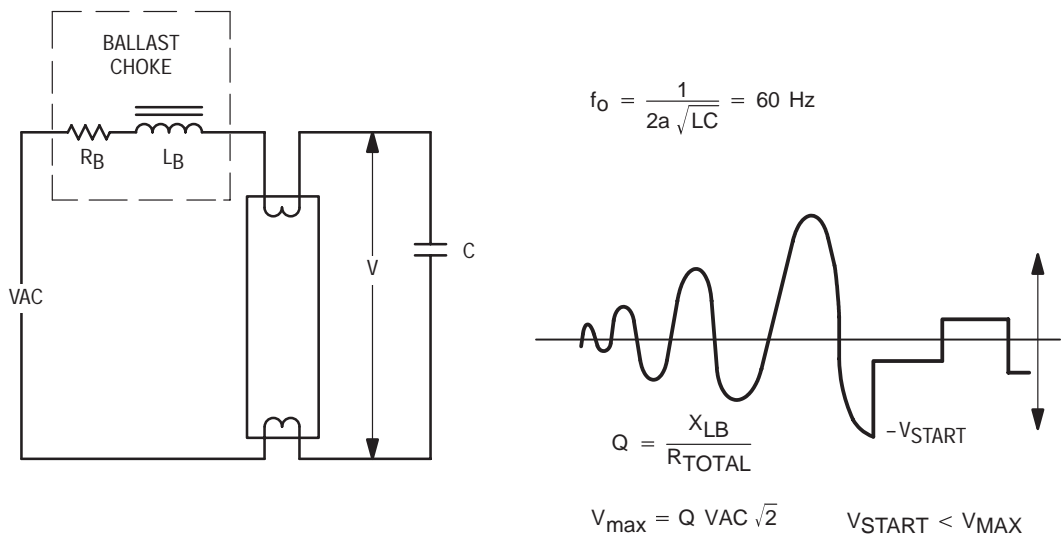 BALLAST
CHOKE
R_B
L_B
VAC
V
C
f_o = 1 / (2a √LC) = 60 Hz
–V_START
Q = X_LB / R_TOTAL
V_max = Q VAC √2
V_START < V_MAX